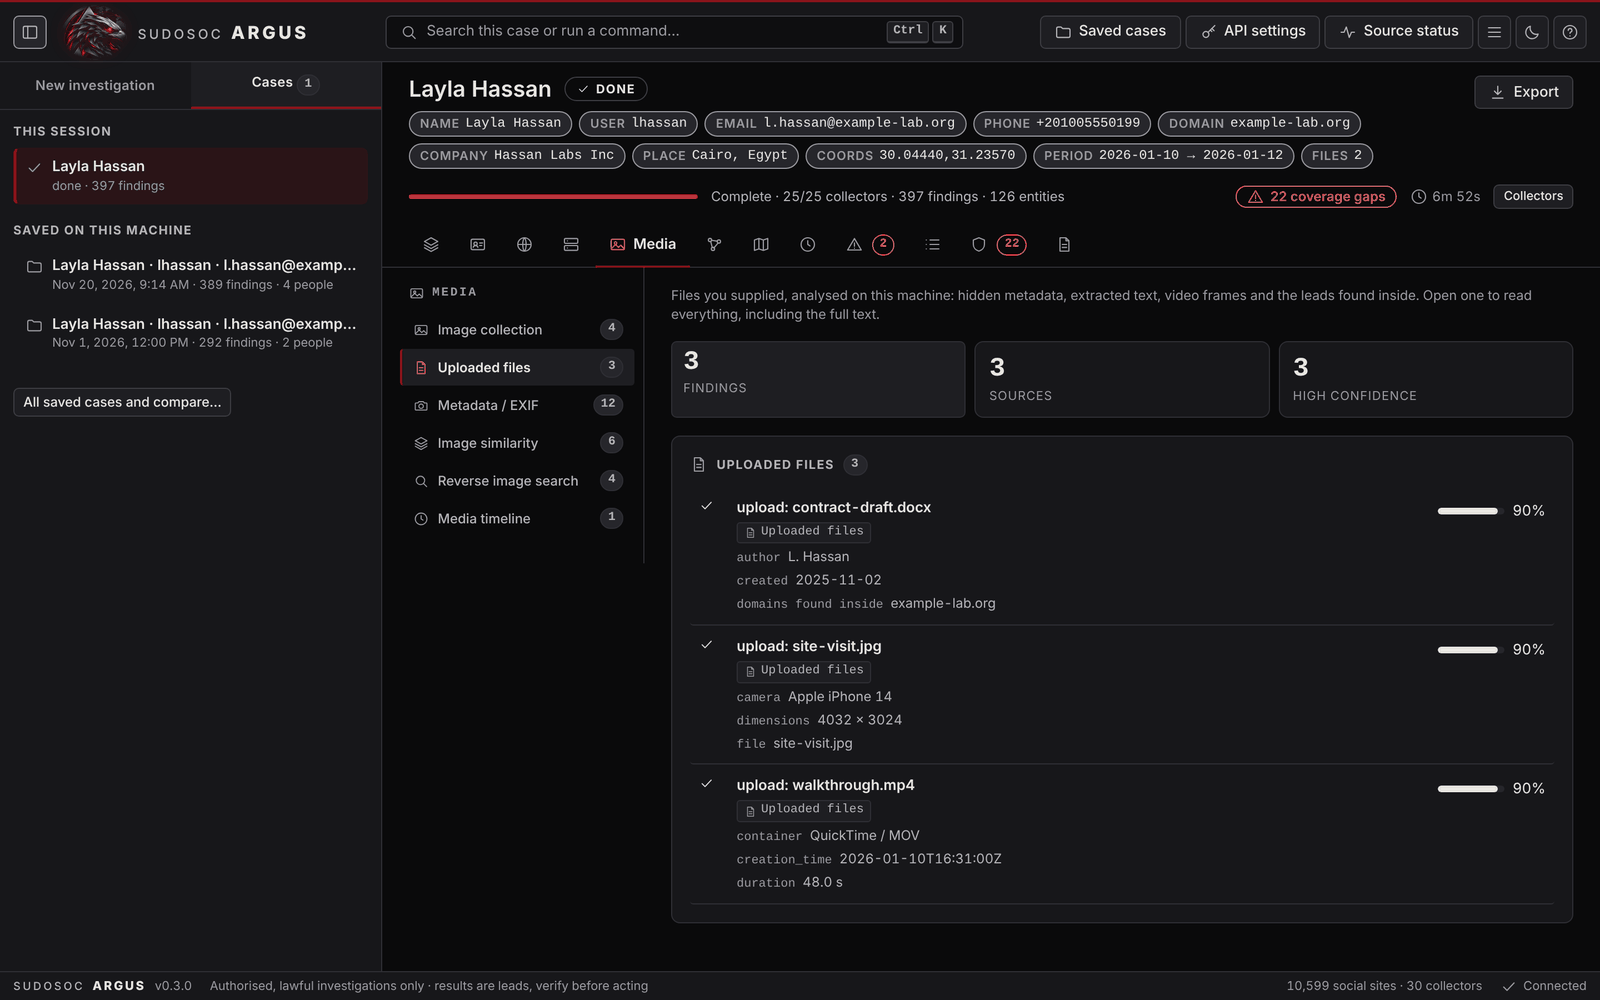 SUDOSOC ARGUS
Search this case or run a command...
Ctrl K
Saved cases
API settings
Source status
New investigation
Cases 1
THIS SESSION
Layla Hassan
done · 397 findings
SAVED ON THIS MACHINE
Layla Hassan · lhassan · l.hassan@examp...
Nov 20, 2026, 9:14 AM · 389 findings · 4 people
Layla Hassan · lhassan · l.hassan@examp...
Nov 1, 2026, 12:00 PM · 292 findings · 2 people
All saved cases and compare...
Layla Hassan
DONE
Export
NAME Layla Hassan
USER lhassan
EMAIL l.hassan@example-lab.org
PHONE +201005550199
DOMAIN example-lab.org
COMPANY Hassan Labs Inc
PLACE Cairo, Egypt
COORDS 30.04440,31.23570
PERIOD 2026-01-10 → 2026-01-12
FILES 2
Complete · 25/25 collectors · 397 findings · 126 entities
22 coverage gaps
6m 52s
Collectors
Media
2
22
MEDIA
Image collection 4
Uploaded files 3
Metadata / EXIF 12
Image similarity 6
Reverse image search 4
Media timeline 1
Files you supplied, analysed on this machine: hidden metadata, extracted text, video frames and the leads found inside. Open one to read
everything, including the full text.
3
FINDINGS
3
SOURCES
3
HIGH CONFIDENCE
UPLOADED FILES 3
upload: contract-draft.docx
90%
Uploaded files
author L. Hassan
created 2025-11-02
domains found inside example-lab.org
upload: site-visit.jpg
90%
Uploaded files
camera Apple iPhone 14
dimensions 4032 × 3024
file site-visit.jpg
upload: walkthrough.mp4
90%
Uploaded files
container QuickTime / MOV
creation_time 2026-01-10T16:31:00Z
duration 48.0 s
SUDOSOC ARGUS v0.3.0
Authorised, lawful investigations only · results are leads, verify before acting
10,599 social sites · 30 collectors
Connected